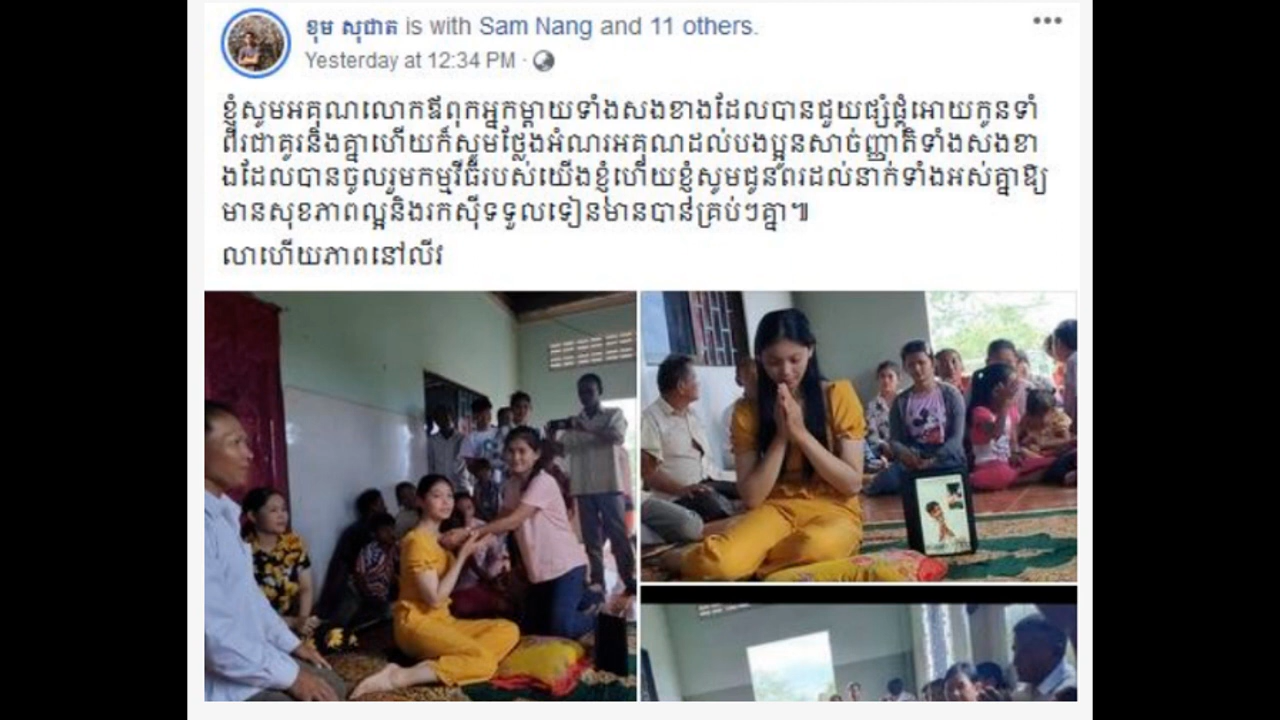 ខុម សុជាត is with Sam Nang and 11 others.
Yesterday at 12:34 PM ·
ខ្ញុំសូមអគុណលោកឪពុកអ្នកម្ដាយទាំងសងខាងដែលបានជួយផ្សំផ្គុំអោយកូនទាំ
ពីរជាគូរនិងគ្នាហើយក៏សូមថ្លែងអំណរអគុណដល់បងប្អូនសាច់ញ្ញាតិទាំងសងខា
ងដែលបានចូលរួមកម្មវីធីរបស់យើងខ្ញុំហើយខ្ញុំសូមជូនពរដល់នាក់ទាំងអស់គ្នាឱ្យ
មានសុខភាពល្អនិងរកស៊ីទទួលទៀនមានបានគ្រប់ៗគ្នា៕
លាហើយភាពនៅលីវ